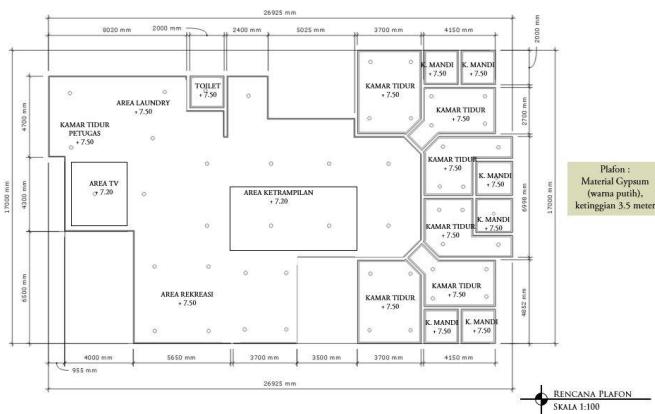 26925 mm
8020 mm
2000 mm
2400 mm
5025 mm
3700 mm
4150 mm
2000 mm
K. MANDI
+ 7.50
K. MANDI
+ 7.50
KAMAR TIDUR
+ 7.50
TOILET
+ 7.50
AREA LAUNDRY
+ 7.50
KAMAR TIDUR
PETUGAS
+ 7.50
KAMAR TIDUR
+ 7.50
4700 mm
2700 mm
17000 mm
KAMAR TIDUR
+ 7.50
K. MANDI
+ 7.50
AREA TV
+ 7.20
AREA KETRAMPILAN
+ 7.20
4300 mm
6998 mm
17000 mm
Plafon :
Material Gypsum
(warna putih),
ketinggian 3.5 meter
KAMAR TIDUR
+ 7.50
K. MANDI
+ 7.50
6500 mm
AREA REKREASI
+ 7.50
KAMAR TIDUR
+ 7.50
KAMAR TIDUR
+ 7.50
4852 mm
K. MANDI
+ 7.50
K. MANDI
+ 7.50
4000 mm
5650 mm
3700 mm
3500 mm
3700 mm
4150 mm
955 mm
26925 mm
RENCANA PLAFON
SKALA 1:100